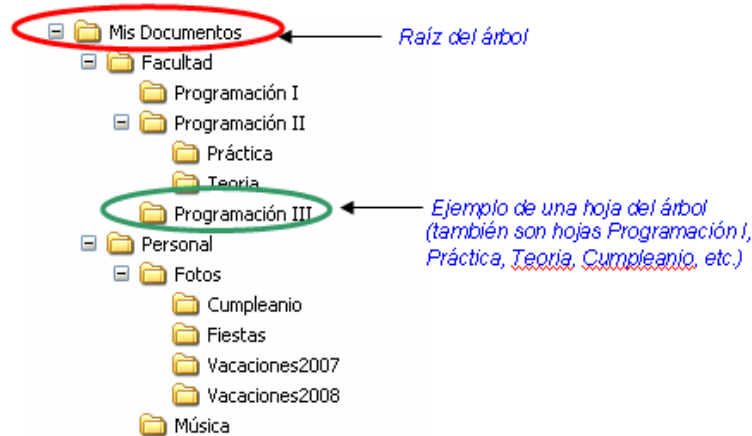 Mis Documentos
Raíz del árbol
Facultad
Programación I
Programación II
Práctica
Teoria
Programación III
Ejemplo de una hoja del árbol
(también son hojas Programación I,
Práctica, Teoria, Cumpleanio, etc.)
Personal
Fotos
Cumpleanio
Fiestas
Vacaciones2007
Vacaciones2008
Música